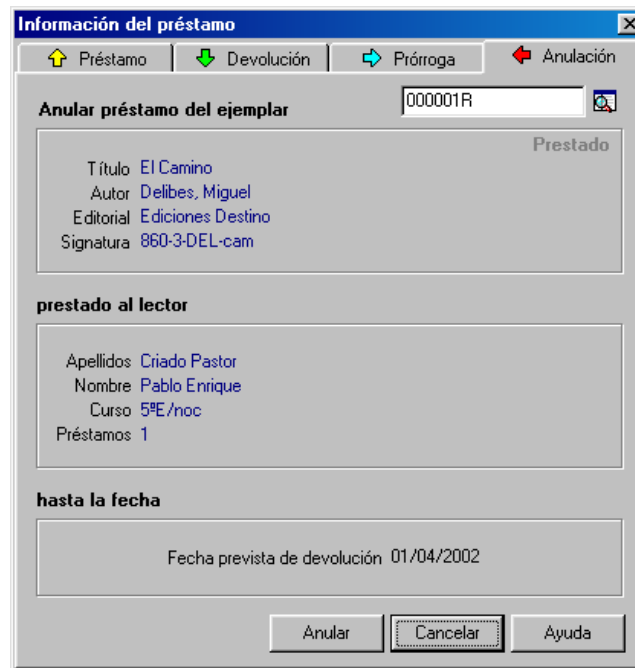 Información del préstamo
Préstamo Devolución Prórroga Anulación
Anular préstamo del ejemplar 000001R
Prestado
Título El Camino
Autor Delibes, Miguel
Editorial Ediciones Destino
Signatura 860-3-DEL-cam
prestado al lector
Apellidos Criado Pastor
Nombre Pablo Enrique
Curso 5ºE/noc
Préstamos 1
hasta la fecha
Fecha prevista de devolución 01/04/2002
Anular Cancelar Ayuda